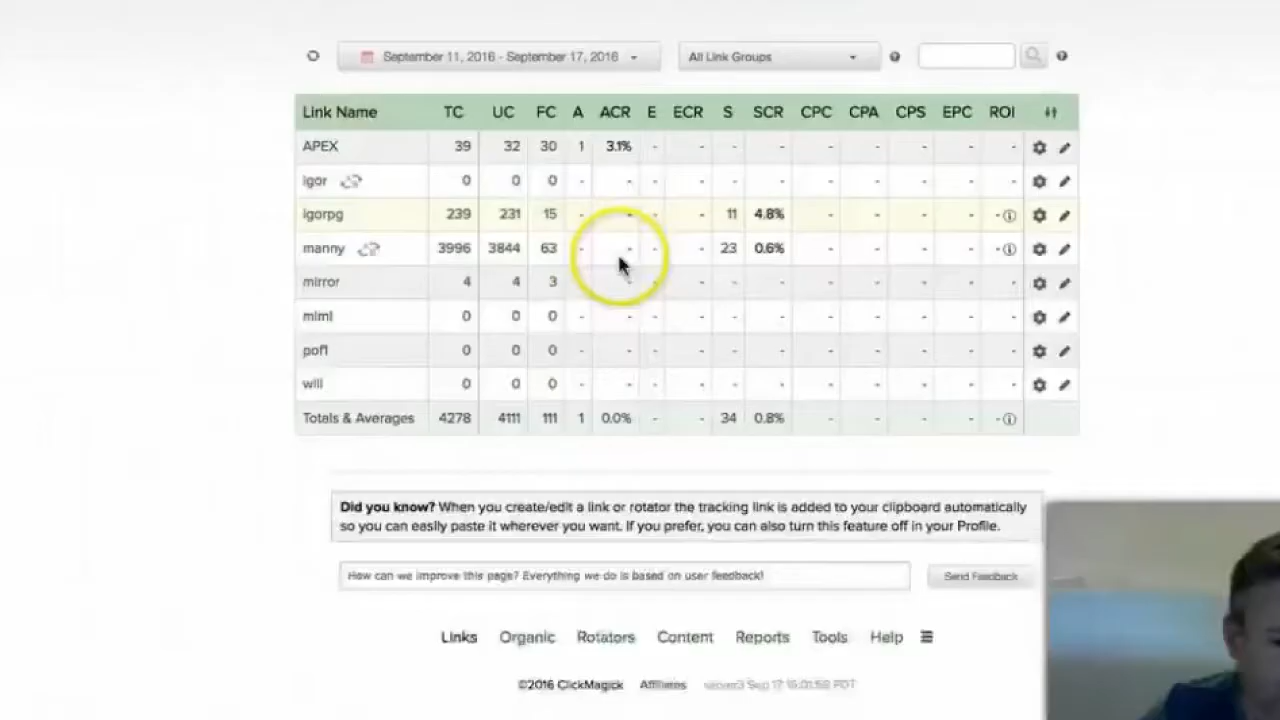 September 11, 2016 - September 17, 2016 All Link Groups
Link Name TC UC FC A ACR E ECR S SCR CPC CPA CPS EPC ROI
APEX 39 32 30 1 3.1% - - - - - - - - -
igor 0 0 0 - - - - - - - - - - -
igorpg 239 231 15 - - - - 11 4.8% - - - - -
manny 3996 3844 63 - - - - 23 0.6% - - - - -
mirror 4 4 3 - - - - - - - - - - -
mimi 0 0 0 - - - - - - - - - - -
pofi 0 0 0 - - - - - - - - - - -
will 0 0 0 - - - - - - - - - - -
Totals & Averages 4278 4111 111 1 0.0% - - 34 0.8% - - - - -
Did you know? When you create/edit a link or rotator the tracking link is added to your clipboard automatically
so you can easily paste it wherever you want. If you prefer, you can also turn this feature off in your Profile.
How can we improve this page? Everything we do is based on user feedback! Send Feedback
Links Organic Rotators Content Reports Tools Help
©2016 ClickMagick Affiliates server3 Sep 17 PDT